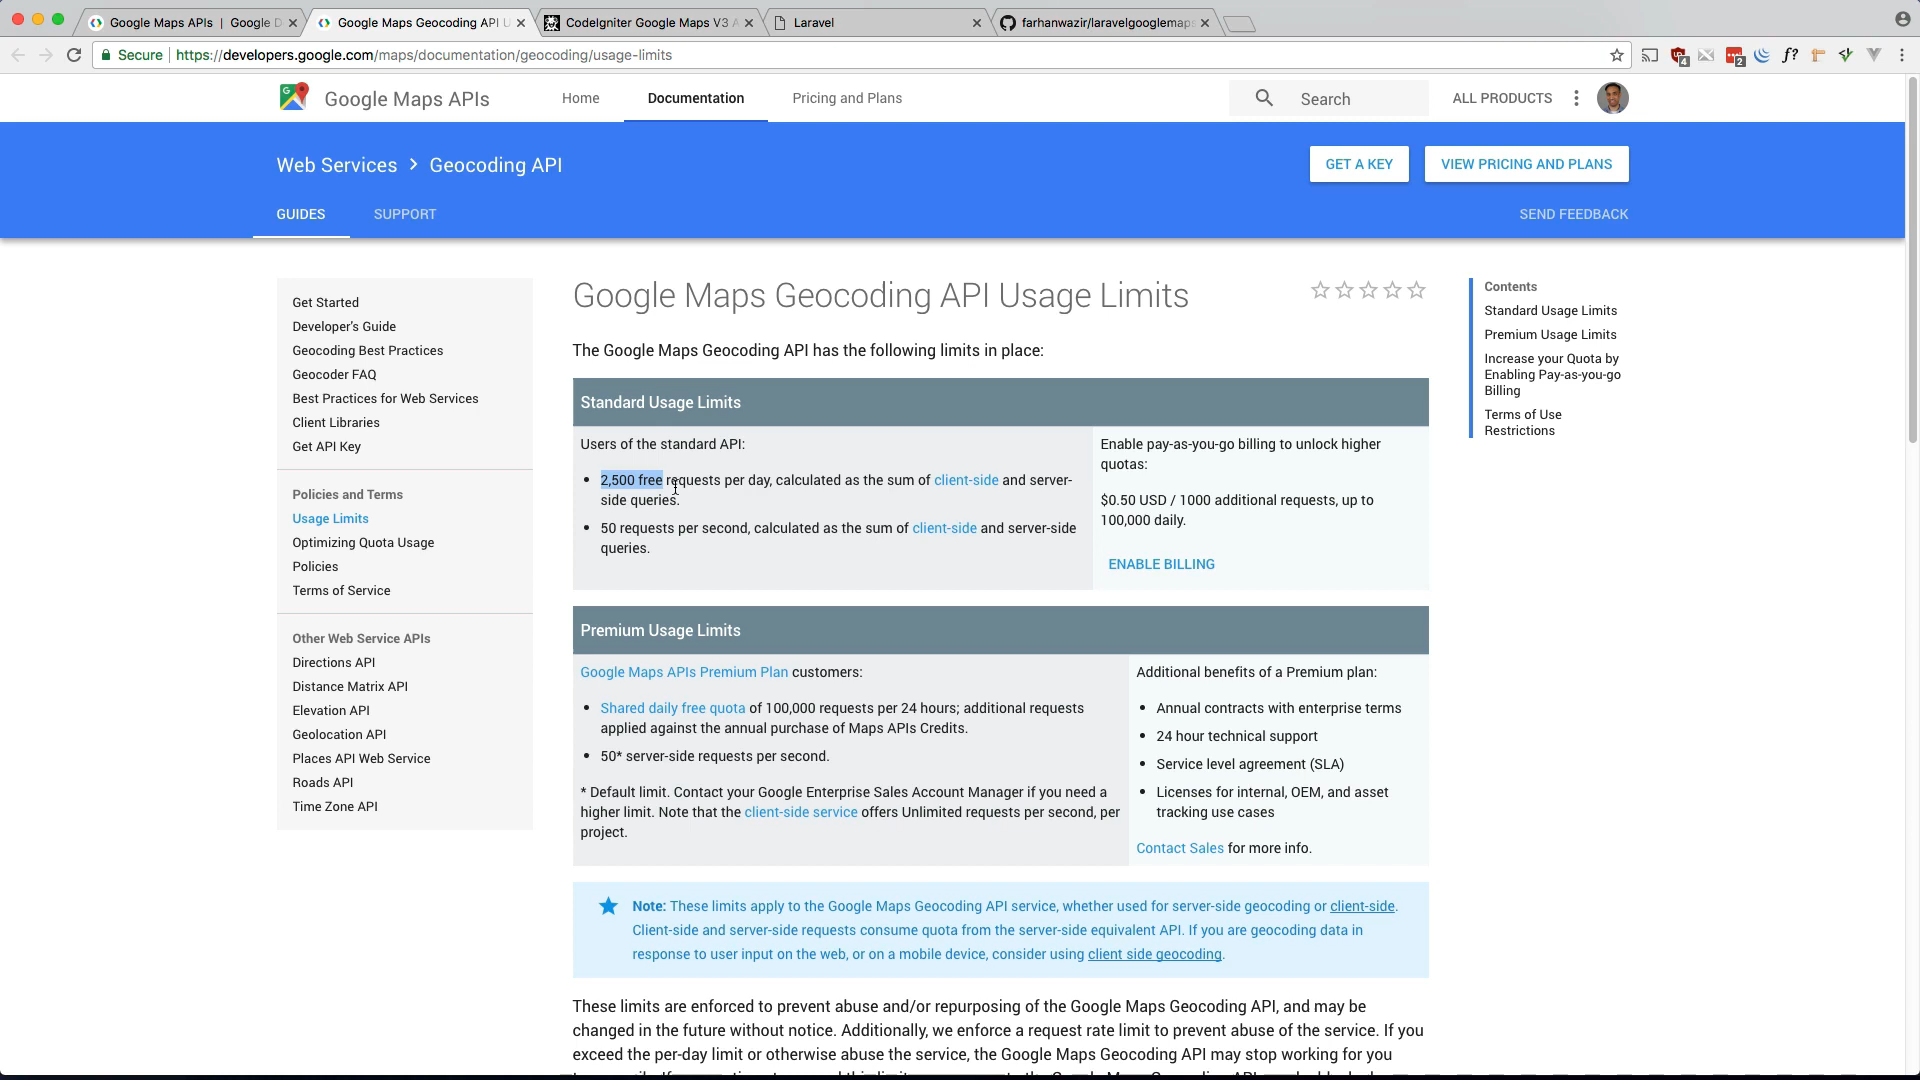 Google Maps APIs | Google D
Google Maps Geocoding API U
CodeIgniter Google Maps V3 A
Laravel
farhanwazir/laravelgooglemaps
Secure
https://developers.google.com/maps/documentation/geocoding/usage-limits
4
2
f?
Google Maps APIs
Home
Documentation
Pricing and Plans
Search
ALL PRODUCTS
Web Services > Geocoding API
GET A KEY
VIEW PRICING AND PLANS
GUIDES
SUPPORT
SEND FEEDBACK
Get Started
Developer's Guide
Geocoding Best Practices
Geocoder FAQ
Best Practices for Web Services
Client Libraries
Get API Key
Policies and Terms
Usage Limits
Optimizing Quota Usage
Policies
Terms of Service
Other Web Service APIs
Directions API
Distance Matrix API
Elevation API
Geolocation API
Places API Web Service
Roads API
Time Zone API
Google Maps Geocoding API Usage Limits
The Google Maps Geocoding API has the following limits in place:
Standard Usage Limits
Users of the standard API:
• 2,500 free requests per day, calculated as the sum of client-side and server-
side queries.
• 50 requests per second, calculated as the sum of client-side and server-side
queries.
Enable pay-as-you-go billing to unlock higher
quotas:
$0.50 USD / 1000 additional requests, up to
100,000 daily.
ENABLE BILLING
Premium Usage Limits
Google Maps APIs Premium Plan customers:
• Shared daily free quota of 100,000 requests per 24 hours; additional requests
applied against the annual purchase of Maps APIs Credits.
• 50* server-side requests per second.
* Default limit. Contact your Google Enterprise Sales Account Manager if you need a
higher limit. Note that the client-side service offers Unlimited requests per second, per
project.
Additional benefits of a Premium plan:
• Annual contracts with enterprise terms
• 24 hour technical support
• Service level agreement (SLA)
• Licenses for internal, OEM, and asset
tracking use cases
Contact Sales for more info.
Note: These limits apply to the Google Maps Geocoding API service, whether used for server-side geocoding or client-side.
Client-side and server-side requests consume quota from the server-side equivalent API. If you are geocoding data in
response to user input on the web, or on a mobile device, consider using client side geocoding.
These limits are enforced to prevent abuse and/or repurposing of the Google Maps Geocoding API, and may be
changed in the future without notice. Additionally, we enforce a request rate limit to prevent abuse of the service. If you
exceed the per-day limit or otherwise abuse the service, the Google Maps Geocoding API may stop working for you
Contents
Standard Usage Limits
Premium Usage Limits
Increase your Quota by
Enabling Pay-as-you-go
Billing
Terms of Use
Restrictions